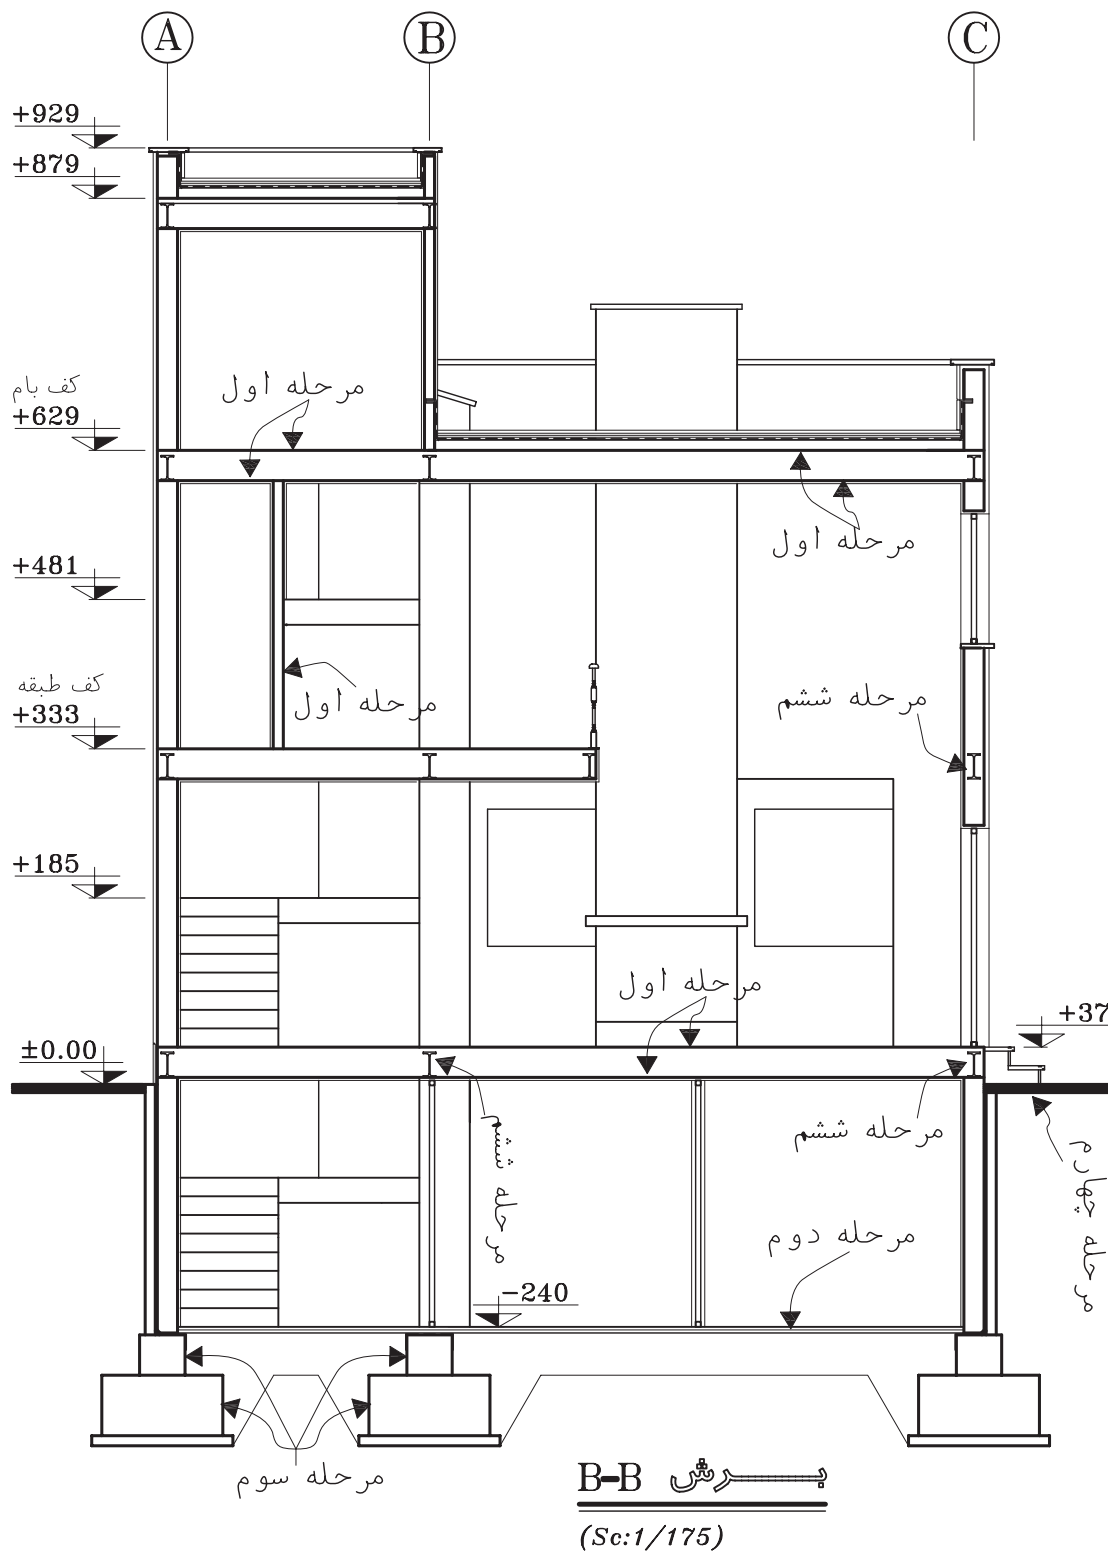 A B C
+929
+879
مرحله اول
کف بام
+629
مرحله اول
+481
مرحله اول
کف طبقه
+333
مرحله ششم
+185
مرحله اول
+37
±0.00
مرحله ششم
مرحله ششم
مرحله چهارم
مرحله دوم
-240
مرحله سوم
برش B-B
(Sc:1/175)